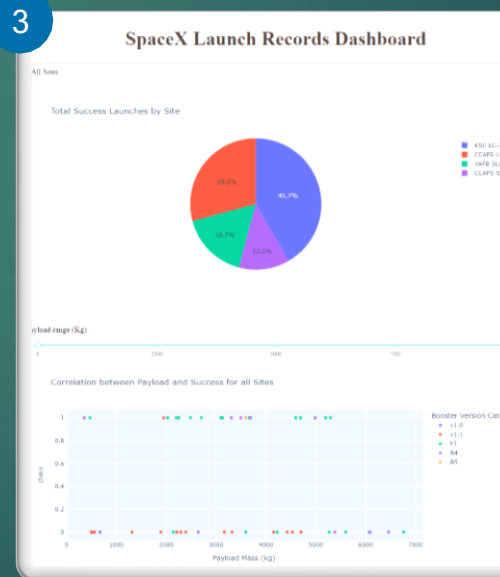 3
SpaceX Launch Records Dashboard
All Sites
Total Success Launches by Site
KSC LC-
CCAFS L
VAFB SL
CCAFS S
29.2%
41.7%
16.7%
12.5%
yload range (Kg)
0 2500 5000 7500
Correlation between Payload and Success for all Sites
Booster Version Cat
v1.0
v1.1
FT
B4
B5
1
0.8
0.6
0.4
0.2
0
class
0 1000 2000 3000 4000 5000 6000 7000
Payload Mass (kg)